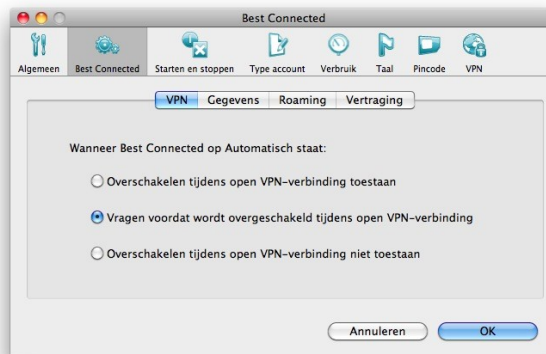 Best Connected
Algemeen Best Connected Starten en stoppen Type account Verbruik Taal Pincode VPN
VPN Gegevens Roaming Vertraging
Wanneer Best Connected op Automatisch staat:
Overschakelen tijdens open VPN-verbinding toestaan
Vragen voordat wordt overgeschakeld tijdens open VPN-verbinding
Overschakelen tijdens open VPN-verbinding niet toestaan
Annuleren OK